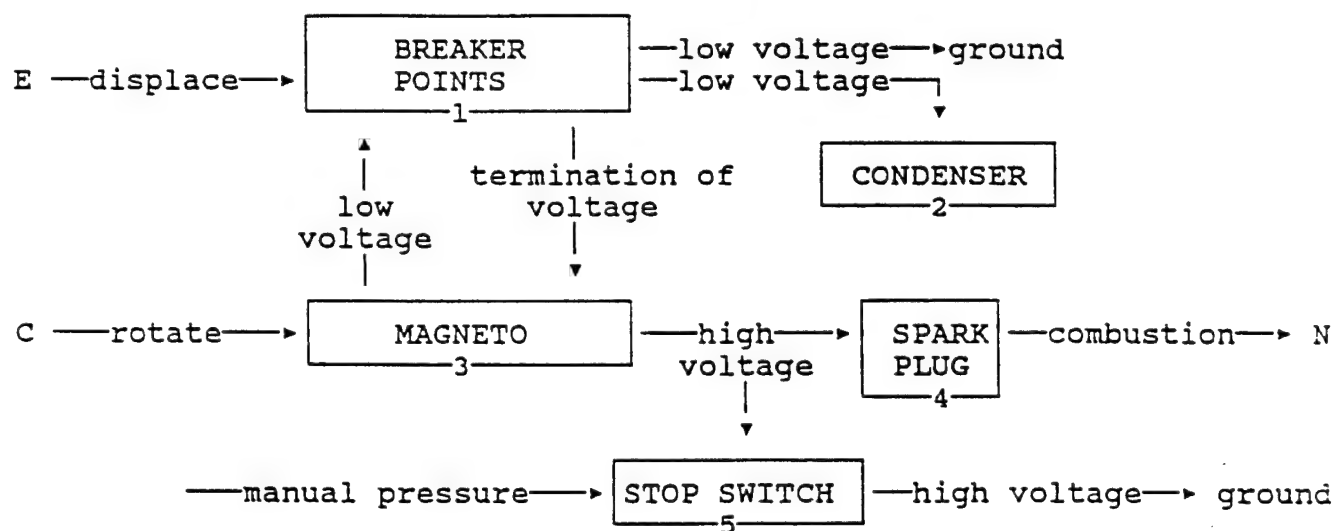 BREAKER
POINTS
1
low voltage
ground
low voltage
E
displace
CONDENSER
2
termination of
voltage
low
voltage
C
rotate
MAGNETO
3
high
voltage
SPARK
PLUG
4
combustion
N
manual pressure
STOP SWITCH
5
high voltage
ground